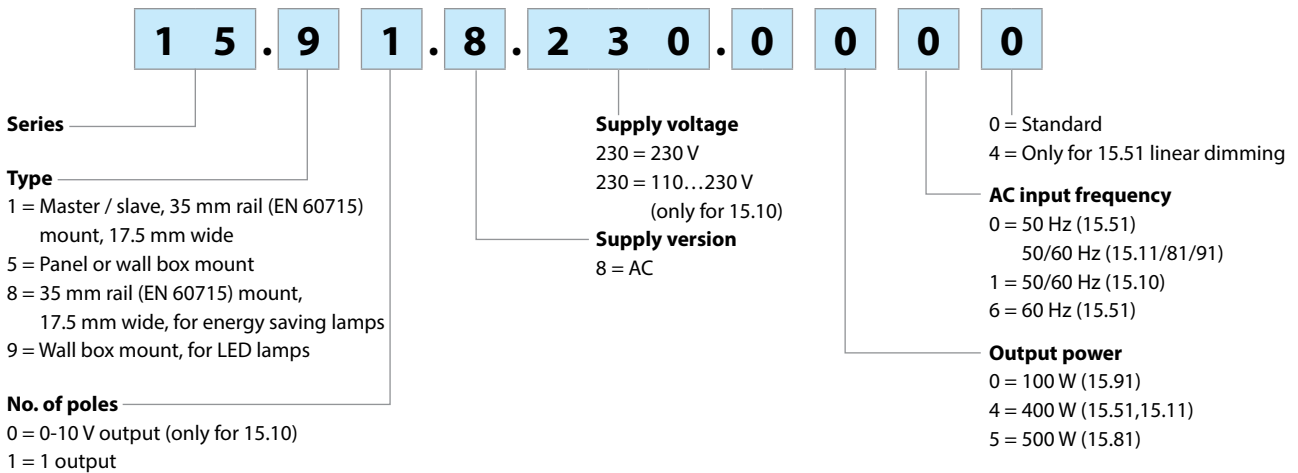 1 5 . 9 1 . 8 . 2 3 0 . 0 0 0 0
Series
Type
1 = Master / slave, 35 mm rail (EN 60715)
mount, 17.5 mm wide
5 = Panel or wall box mount
8 = 35 mm rail (EN 60715) mount,
17.5 mm wide, for energy saving lamps
9 = Wall box mount, for LED lamps
No. of poles
0 = 0-10 V output (only for 15.10)
1 = 1 output
Supply voltage
230 = 230 V
230 = 110…230 V
(only for 15.10)
Supply version
8 = AC
0 = Standard
4 = Only for 15.51 linear dimming
AC input frequency
0 = 50 Hz (15.51)
50/60 Hz (15.11/81/91)
1 = 50/60 Hz (15.10)
6 = 60 Hz (15.51)
Output power
0 = 100 W (15.91)
4 = 400 W (15.51,15.11)
5 = 500 W (15.81)